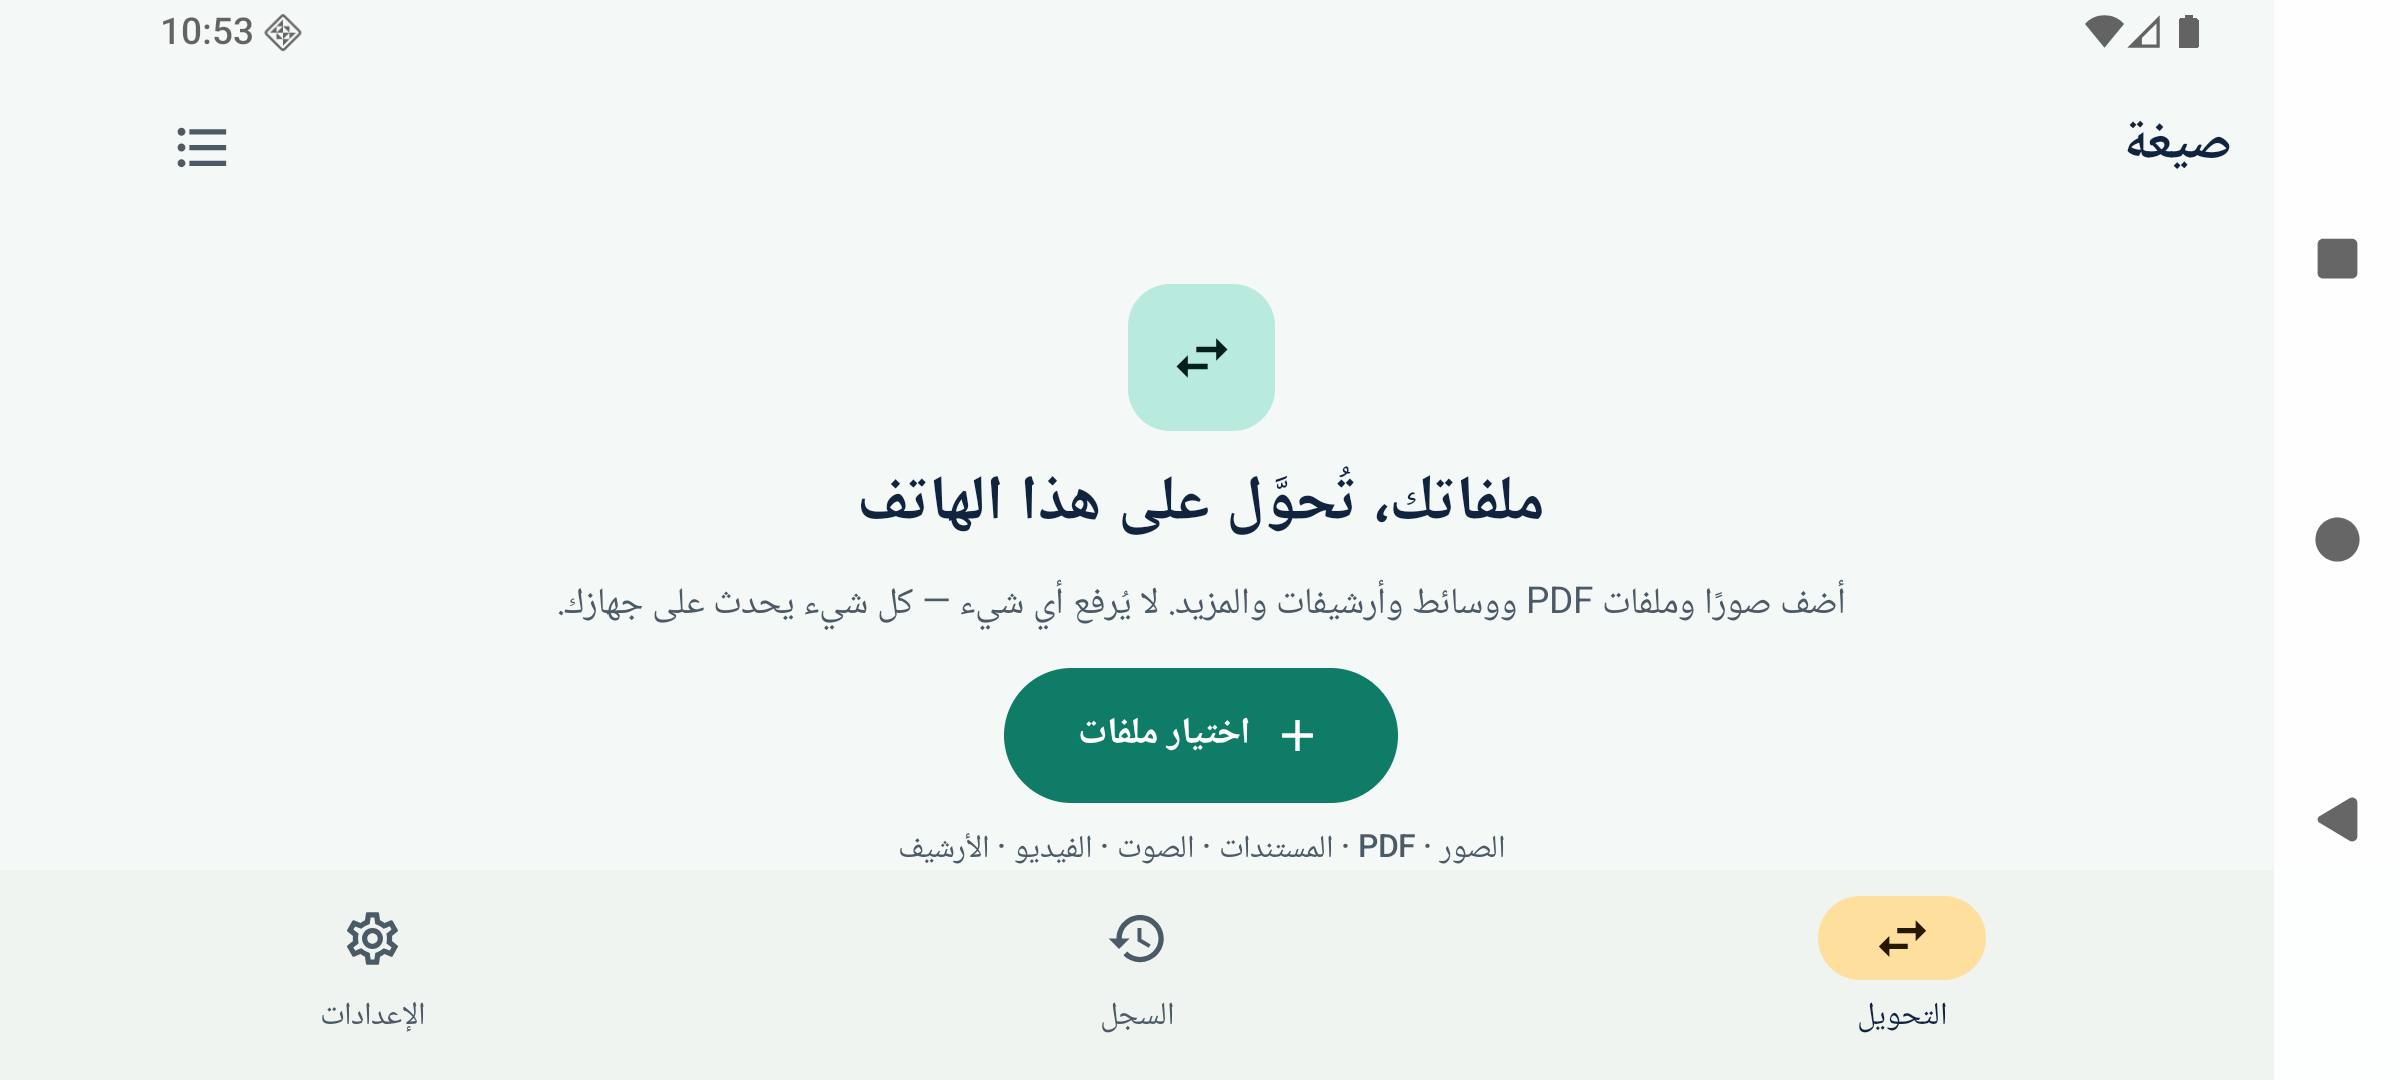 10:53
صيغة
ملفاتك، تُحوَّل على هذا الهاتف
أضف صورًا وملفات PDF ووسائط وأرشيفات والمزيد. لا يُرفع أي شيء — كل شيء يحدث على جهازك.
اختيار ملفات
الصور · PDF · المستندات · الصوت · الفيديو · الأرشيف
التحويل
السجل
الإعدادات